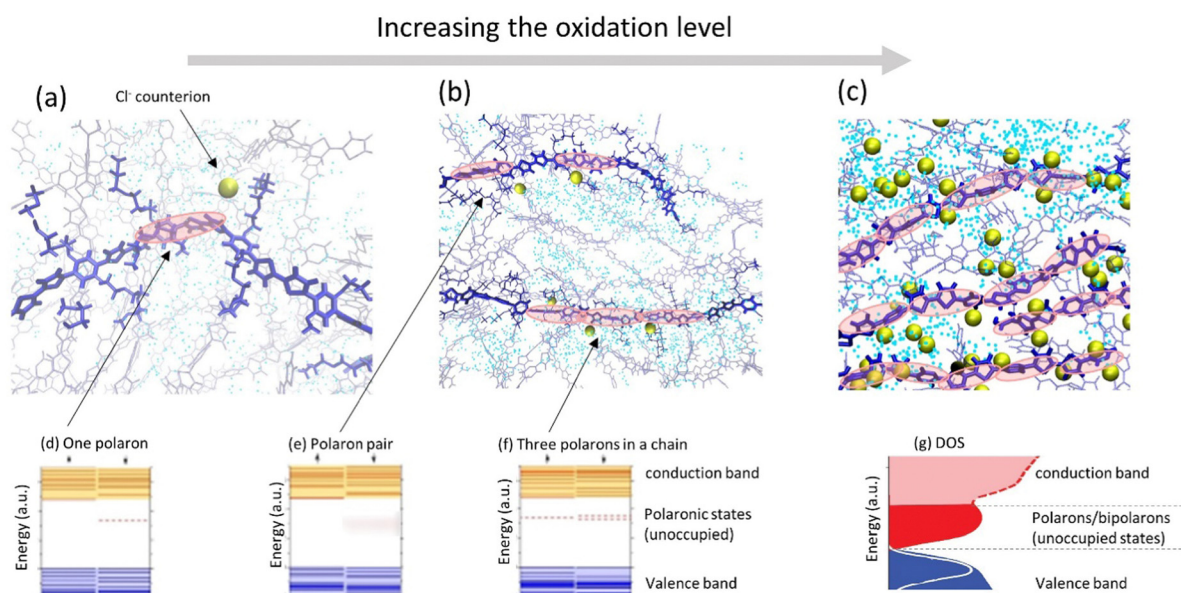 Increasing the oxidation level
(a)
Cl⁻ counterion
(b)
(c)
(d) One polaron
Energy (a.u.)
(e) Polaron pair
Energy (a.u.)
(f) Three polarons in a chain
Energy (a.u.)
conduction band
Polaronic states
(unoccupied)
Valence band
(g) DOS
Energy (a.u.)
conduction band
Polarons/bipolarons
(unoccupied states)
Valence band